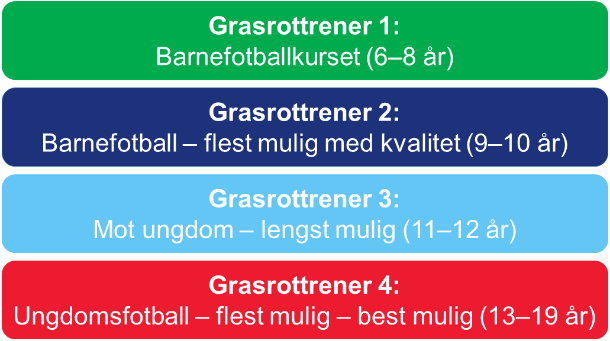 Grasrottrener 1:
Barnefotballkurset (6–8 år)
Grasrottrener 2:
Barnefotball – flest mulig med kvalitet (9–10 år)
Grasrottrener 3:
Mot ungdom – lengst mulig (11–12 år)
Grasrottrener 4:
Ungdomsfotball – flest mulig – best mulig (13–19 år)